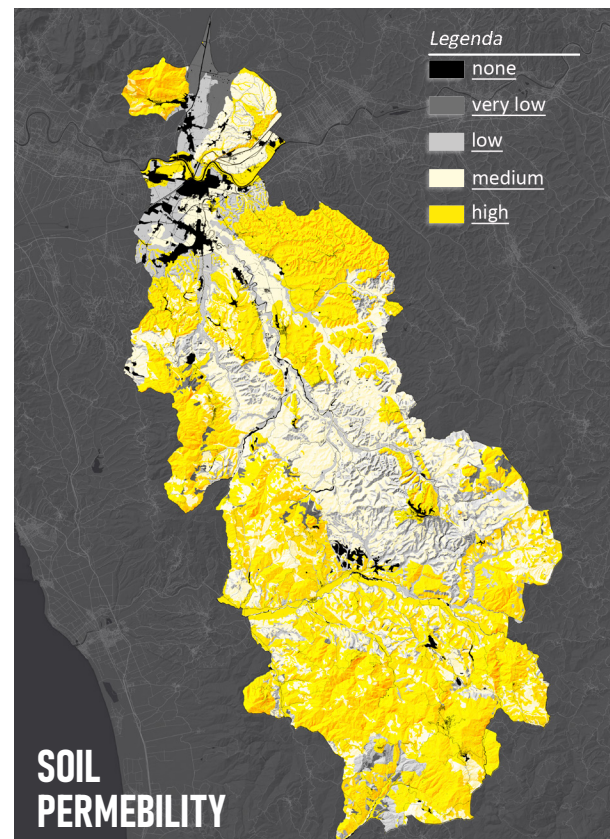 Legenda
none
very low
low
medium
high
SOIL
PERMEBILITY